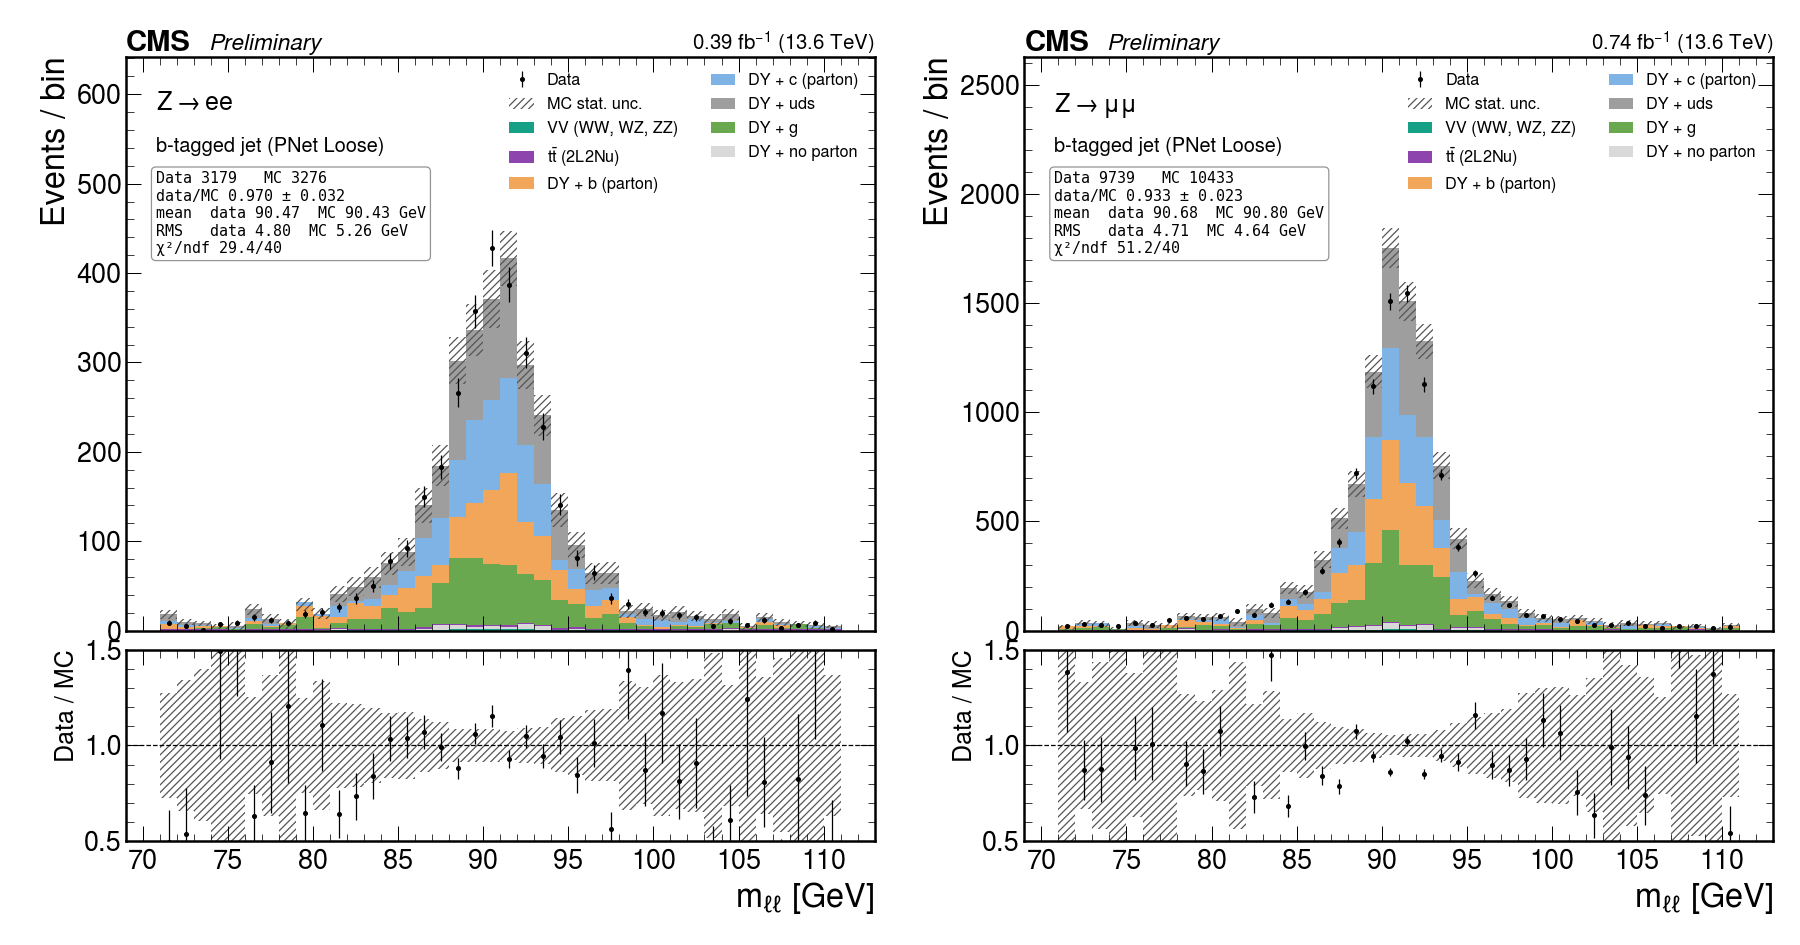 CMS Preliminary 0.39 fb⁻¹ (13.6 TeV)
Events / bin
600
500
400
300
200
100
0
Z→ee
b-tagged jet (PNet Loose)
Data 3179 MC 3276
data/MC 0.970 ± 0.032
mean data 90.47 MC 90.43 GeV
RMS data 4.80 MC 5.26 GeV
χ²/ndf 29.4/40
Data
MC stat. unc.
VV (WW, WZ, ZZ)
tt̄ (2L2Nu)
DY + b (parton)
DY + c (parton)
DY + uds
DY + g
DY + no parton
Data / MC
1.5
1.0
0.5
70 75 80 85 90 95 100 105 110
mℓℓ [GeV]
CMS Preliminary 0.74 fb⁻¹ (13.6 TeV)
Events / bin
2500
2000
1500
1000
500
0
Z→μμ
b-tagged jet (PNet Loose)
Data 9739 MC 10433
data/MC 0.933 ± 0.023
mean data 90.68 MC 90.80 GeV
RMS data 4.71 MC 4.64 GeV
χ²/ndf 51.2/40
Data
MC stat. unc.
VV (WW, WZ, ZZ)
tt̄ (2L2Nu)
DY + b (parton)
DY + c (parton)
DY + uds
DY + g
DY + no parton
Data / MC
1.5
1.0
0.5
70 75 80 85 90 95 100 105 110
mℓℓ [GeV]